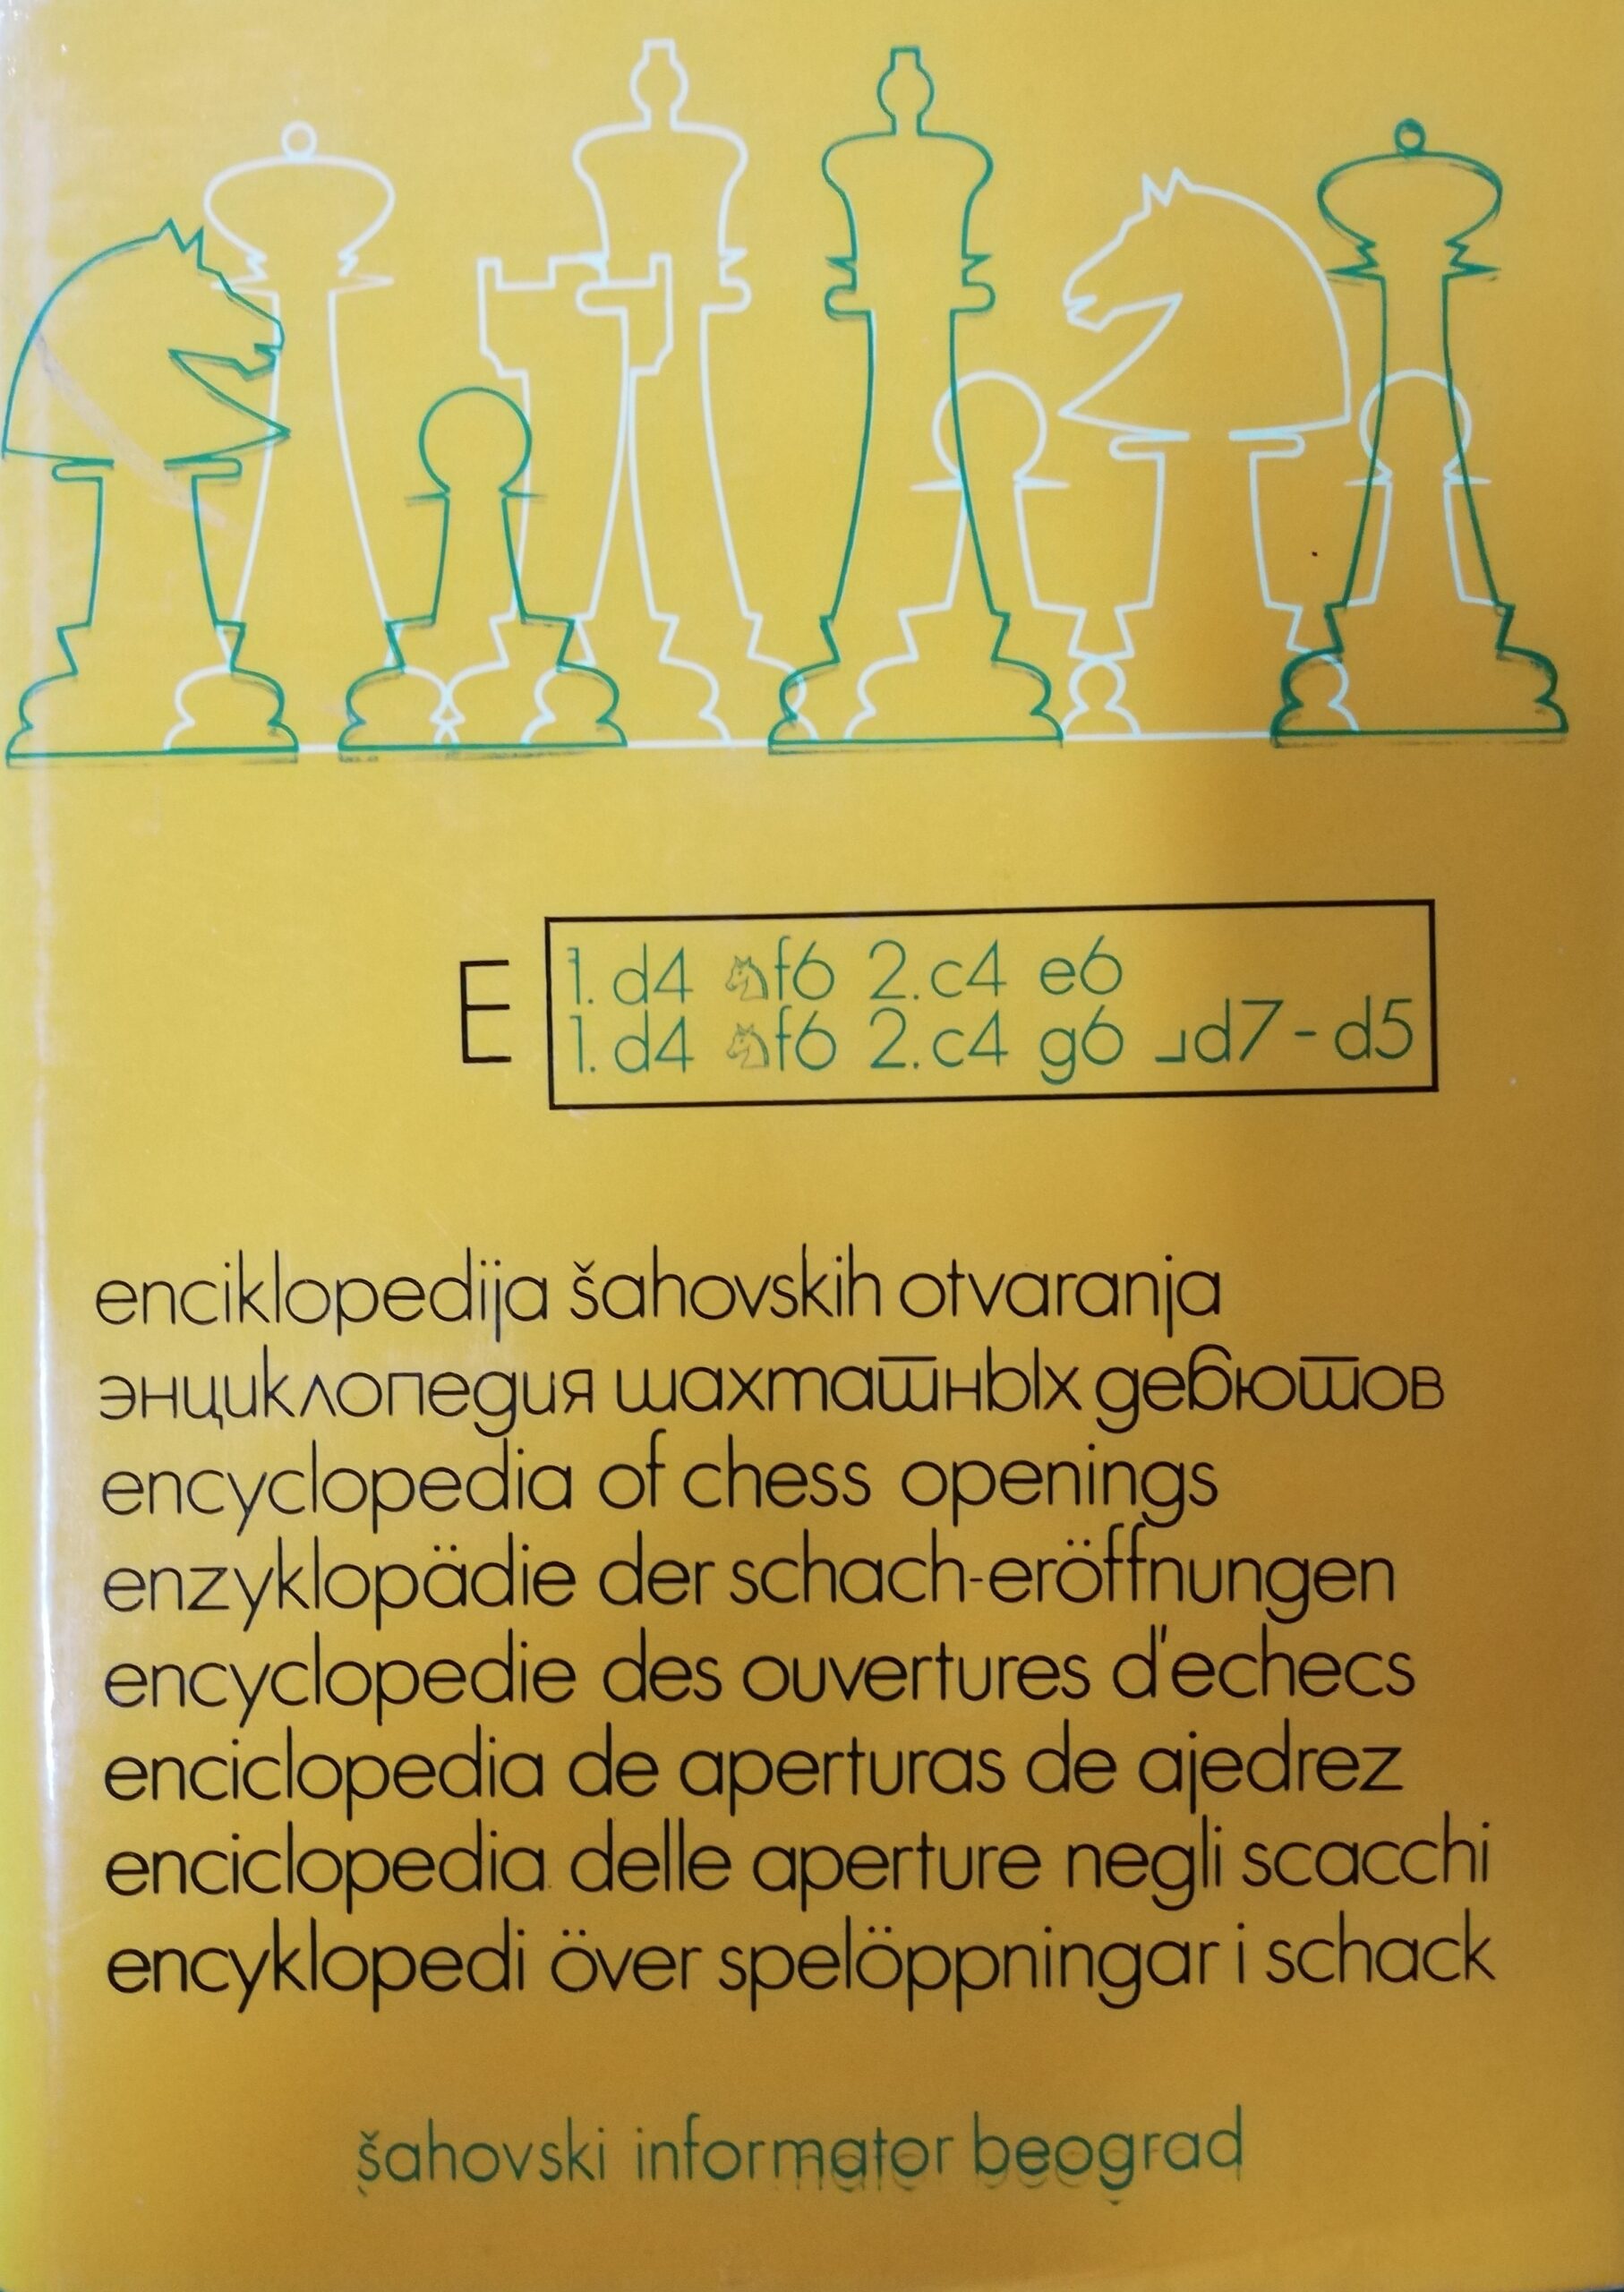 E
1. d4 ♘f6 2. c4 e6
1. d4 ♘f6 2. c4 g6 ⅃d7 - d5
enciklopedija šahovskih otvaranja
энциклопедия шахматных дебютов
encyclopedia of chess openings
enzyklopädie der schach-eröffnungen
encyclopedie des ouvertures d'echecs
enciclopedia de aperturas de ajedrez
enciclopedia delle aperture negli scacchi
encyklopedi över spelöppningar i schack
šahovski informator beograd